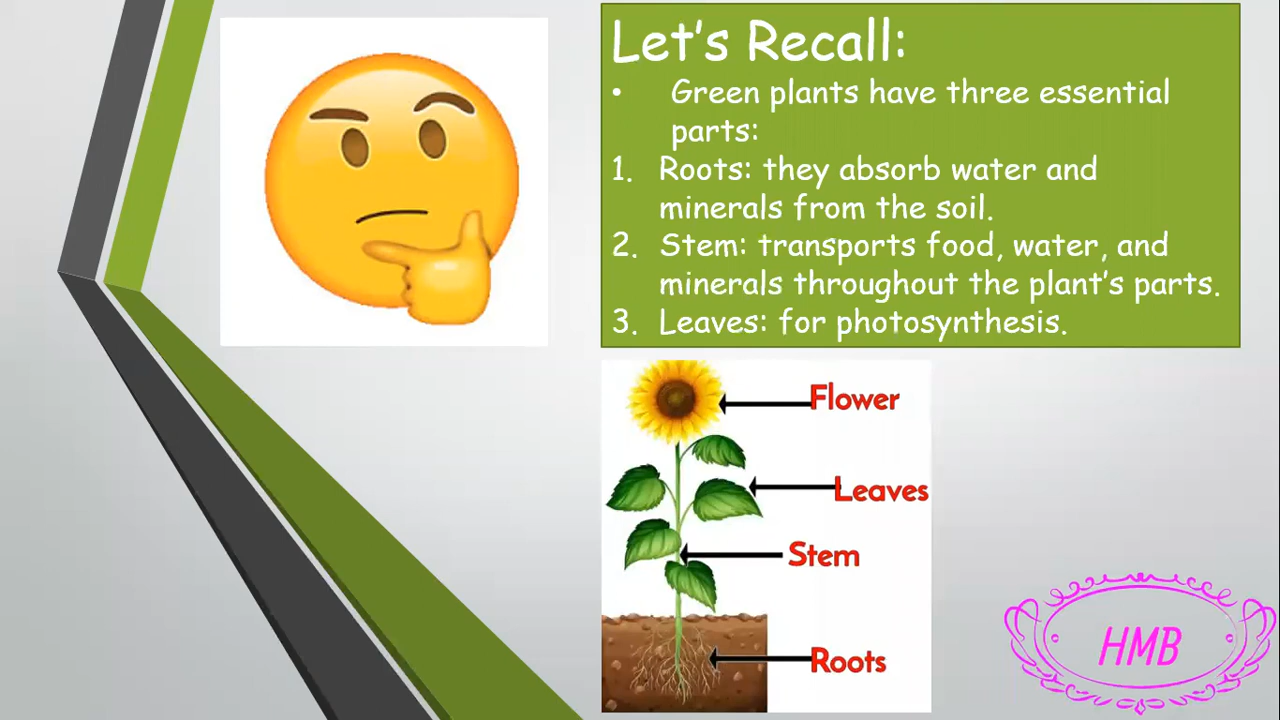 Let's Recall:
• Green plants have three essential
parts:
1. Roots: they absorb water and
minerals from the soil.
2. Stem: transports food, water, and
minerals throughout the plant's parts.
3. Leaves: for photosynthesis.
Flower
Leaves
Stem
Roots
HMB